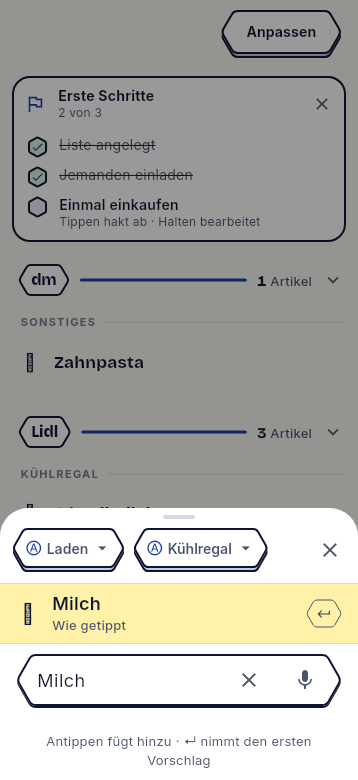 Anpassen
Erste Schritte
2 von 3
Liste angelegt
Jemanden einladen
Einmal einkaufen
Tippen hakt ab · Halten bearbeitet
dm
1 Artikel
SONSTIGES
Zahnpasta
Lidl
3 Artikel
KÜHLREGAL
A Laden
A Kühlregal
Milch
Wie getippt
Milch
Antippen fügt hinzu · ↵ nimmt den ersten
Vorschlag